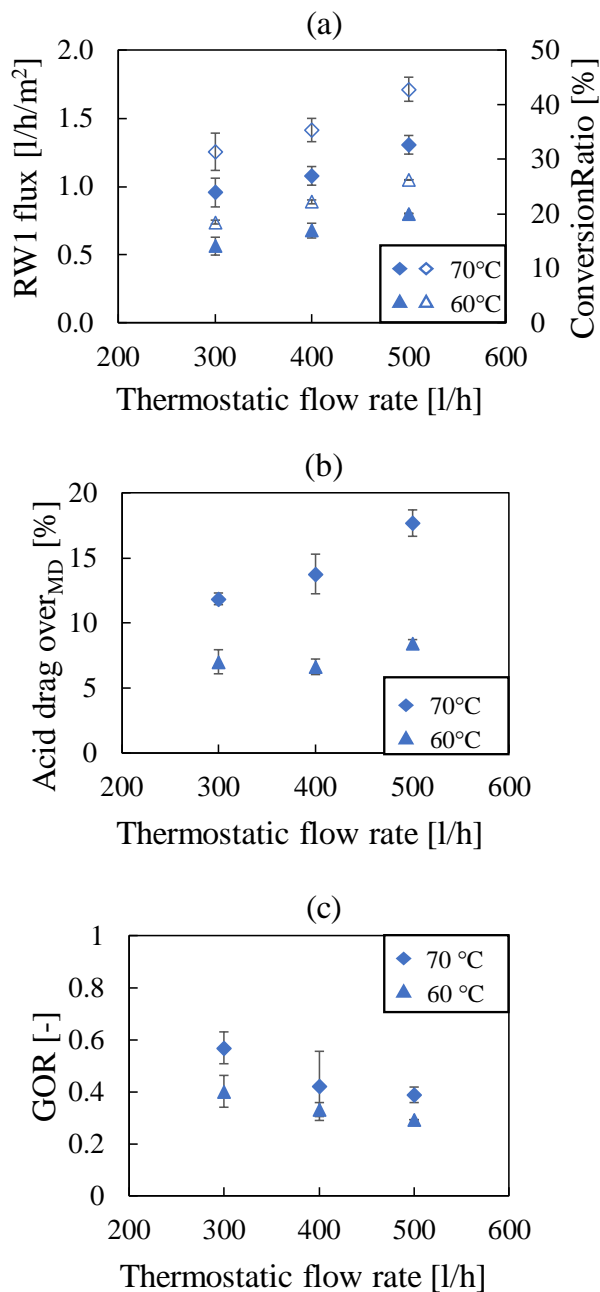 (a)
RW1 flux [l/h/m²]
2.0
1.5
1.0
0.5
0.0
50
40
30
20
10
0
ConversionRatio [%]
70°C
60°C
200 300 400 500 600
Thermostatic flow rate [l/h]
(b)
Acid drag over_MD [%]
20
15
10
5
0
70°C
60°C
200 300 400 500 600
Thermostatic flow rate [l/h]
(c)
GOR [-]
1
0.8
0.6
0.4
0.2
0
70 °C
60 °C
200 300 400 500 600
Thermostatic flow rate [l/h]